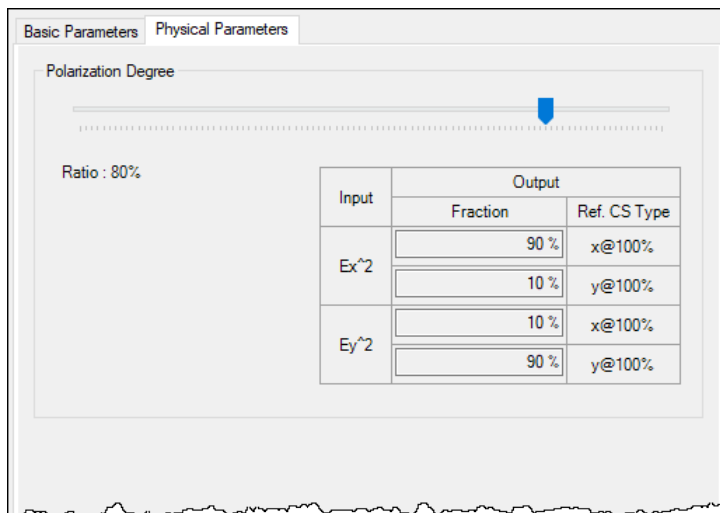 Basic Parameters Physical Parameters
Polarization Degree
Ratio : 80%
Input Output
Fraction Ref. CS Type
Ex^2 90 % x@100%
10 % y@100%
Ey^2 10 % x@100%
90 % y@100%